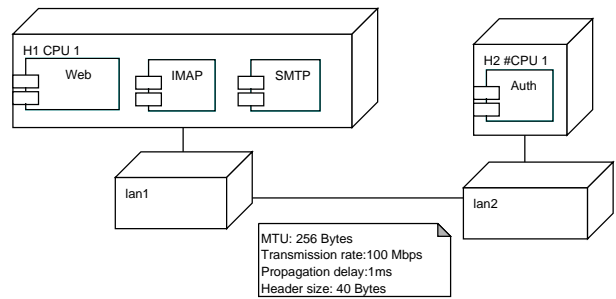 H1 CPU 1
Web
IMAP
SMTP
H2 #CPU 1
Auth
lan1
lan2
MTU: 256 Bytes
Transmission rate:100 Mbps
Propagation delay:1ms
Header size: 40 Bytes